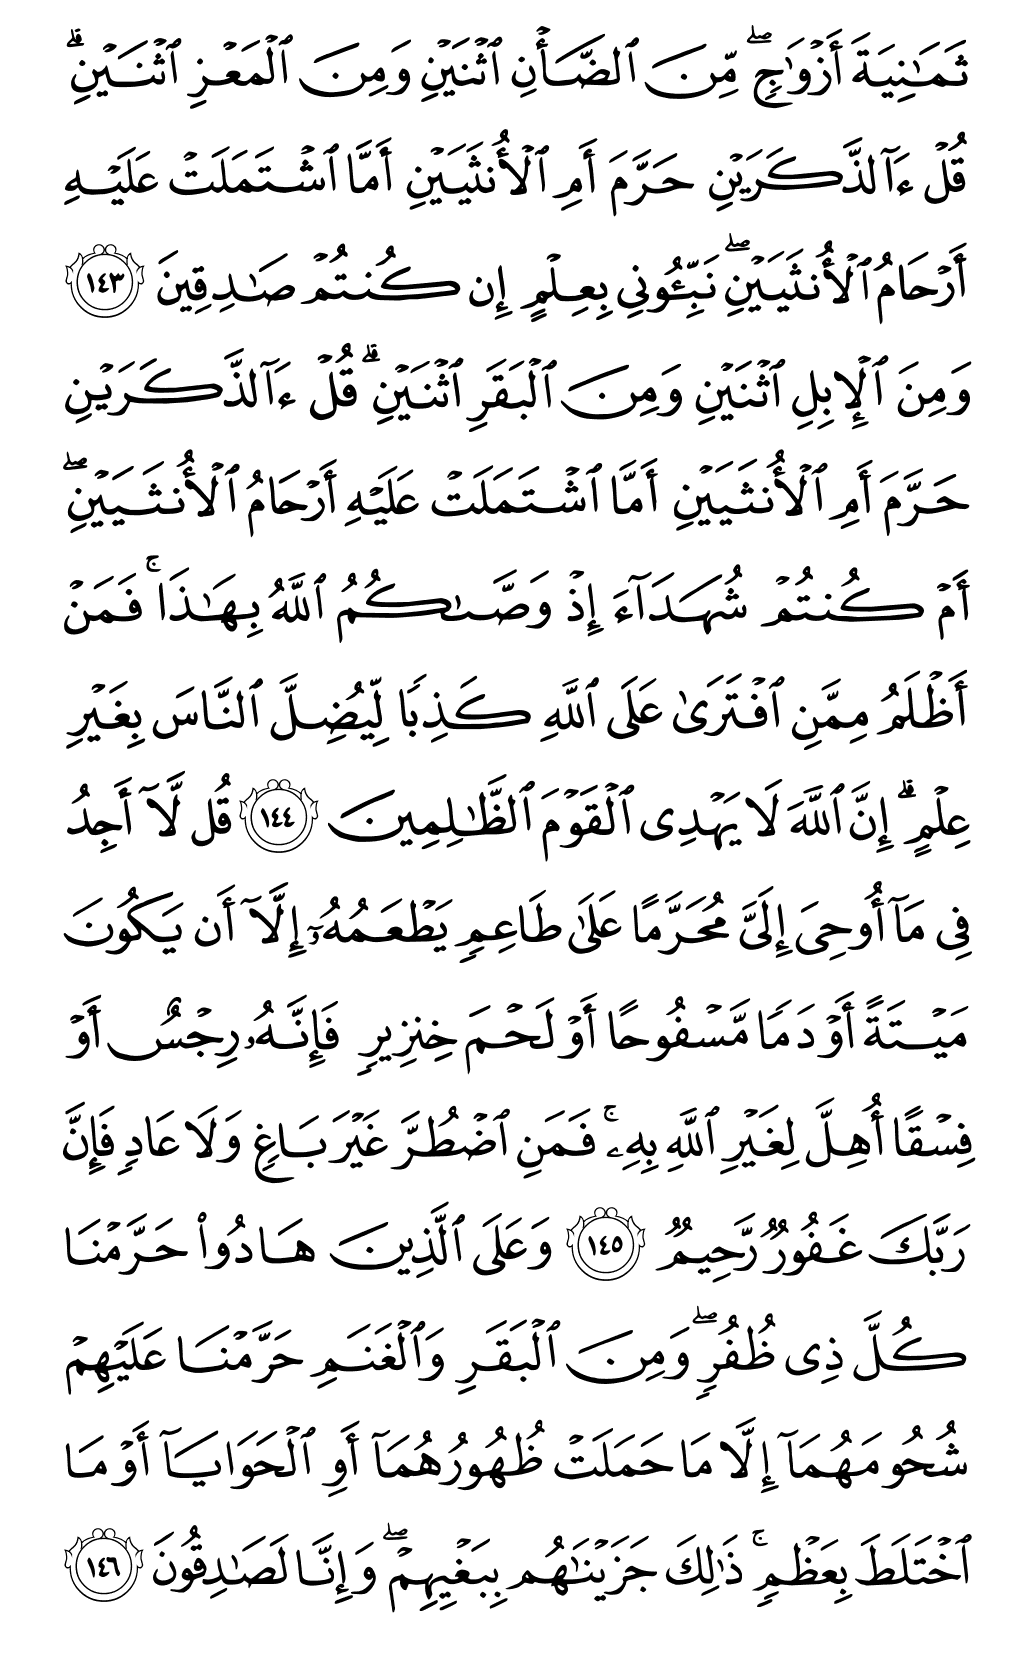 ثَمَٰنِيَةَ أَزْوَٰجٍۖ مِّنَ ٱلضَّأْنِ ٱثْنَيْنِ وَمِنَ ٱلْمَعْزِ ٱثْنَيْنِۗ
قُلْ ءَآلذَّكَرَيْنِ حَرَّمَ أَمِ ٱلْأُنثَيَيْنِ أَمَّا ٱشْتَمَلَتْ عَلَيْهِ
أَرْحَامُ ٱلْأُنثَيَيْنِۖ نَبِّـُٔونِي بِعِلْمٍ إِن كُنتُمْ صَٰدِقِينَ ١٤٣
وَمِنَ ٱلْإِبِلِ ٱثْنَيْنِ وَمِنَ ٱلْبَقَرِ ٱثْنَيْنِۗ قُلْ ءَآلذَّكَرَيْنِ
حَرَّمَ أَمِ ٱلْأُنثَيَيْنِ أَمَّا ٱشْتَمَلَتْ عَلَيْهِ أَرْحَامُ ٱلْأُنثَيَيْنِۖ
أَمْ كُنتُمْ شُهَدَآءَ إِذْ وَصَّىٰكُمُ ٱللَّهُ بِهَٰذَاۚ فَمَنْ
أَظْلَمُ مِمَّنِ ٱفْتَرَىٰ عَلَى ٱللَّهِ كَذِبًا لِّيُضِلَّ ٱلنَّاسَ بِغَيْرِ
عِلْمٍۗ إِنَّ ٱللَّهَ لَا يَهْدِى ٱلْقَوْمَ ٱلظَّٰلِمِينَ ١٤٤ قُل لَّآ أَجِدُ
فِي مَآ أُوحِىَ إِلَىَّ مُحَرَّمًا عَلَىٰ طَاعِمٍ يَطْعَمُهُۥٓ إِلَّآ أَن يَكُونَ
مَيْتَةً أَوْ دَمًا مَّسْفُوحًا أَوْ لَحْمَ خِنزِيرٍ فَإِنَّهُۥ رِجْسٌ أَوْ
فِسْقًا أُهِلَّ لِغَيْرِ ٱللَّهِ بِهِۦۚ فَمَنِ ٱضْطُرَّ غَيْرَ بَاغٍ وَلَا عَادٍ فَإِنَّ
رَبَّكَ غَفُورٌ رَّحِيمٌ ١٤٥ وَعَلَى ٱلَّذِينَ هَادُوا۟ حَرَّمْنَا
كُلَّ ذِى ظُفُرٍۖ وَمِنَ ٱلْبَقَرِ وَٱلْغَنَمِ حَرَّمْنَا عَلَيْهِمْ
شُحُومَهُمَآ إِلَّا مَا حَمَلَتْ ظُهُورُهُمَآ أَوِ ٱلْحَوَايَآ أَوْ مَا
ٱخْتَلَطَ بِعَظْمٍۚ ذَٰلِكَ جَزَيْنَٰهُم بِبَغْيِهِمْۖ وَإِنَّا لَصَٰدِقُونَ ١٤٦